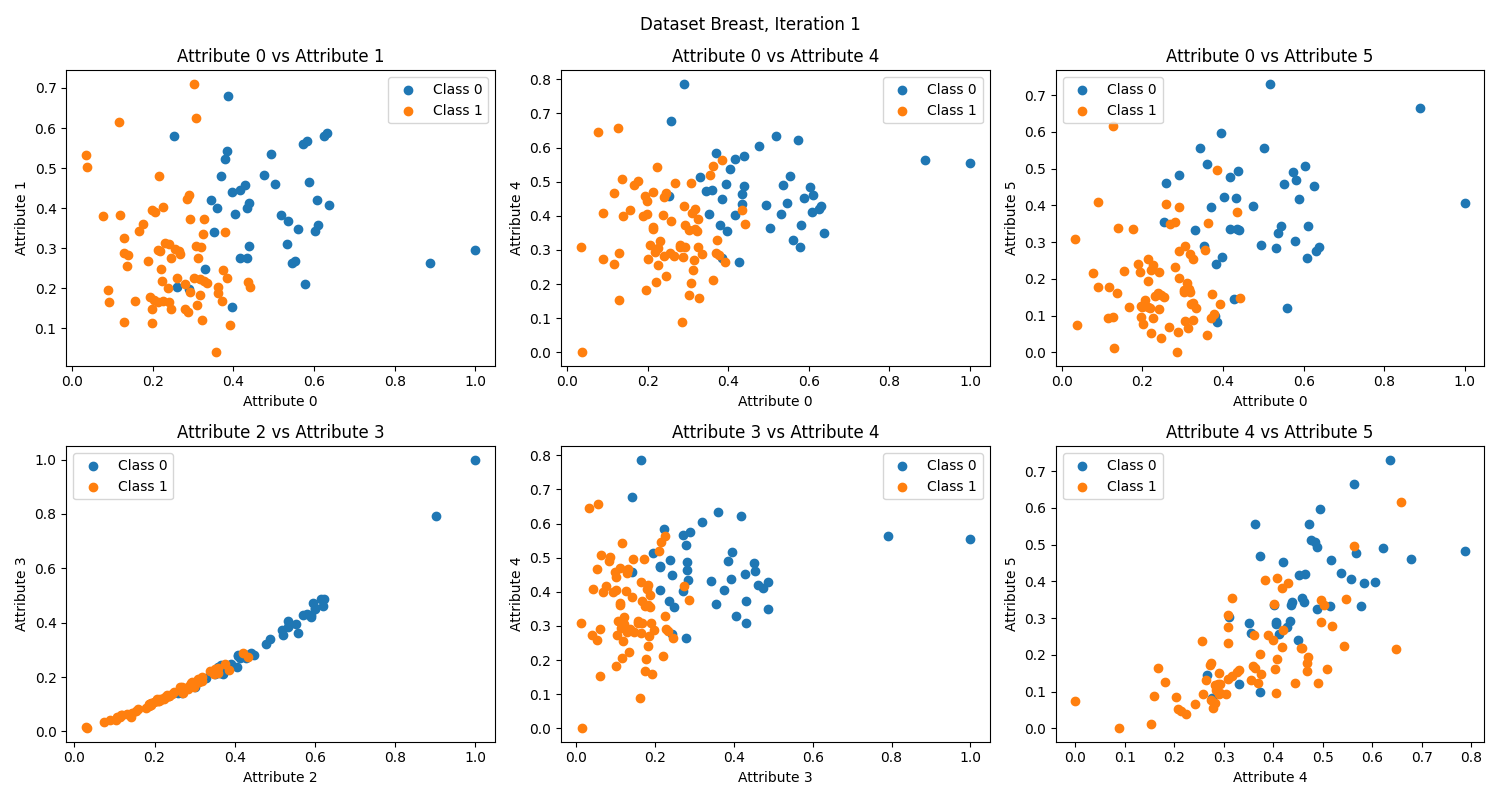 Dataset Breast, Iteration 1
Attribute 0 vs Attribute 1
Class 0
Class 1
0.7
0.6
0.5
0.4
0.3
0.2
0.1
Attribute 1
0.0 0.2 0.4 0.6 0.8 1.0
Attribute 0
Attribute 0 vs Attribute 4
Class 0
Class 1
0.8
0.7
0.6
0.5
0.4
0.3
0.2
0.1
0.0
Attribute 4
0.0 0.2 0.4 0.6 0.8 1.0
Attribute 0
Attribute 0 vs Attribute 5
Class 0
Class 1
0.7
0.6
0.5
0.4
0.3
0.2
0.1
0.0
Attribute 5
0.0 0.2 0.4 0.6 0.8 1.0
Attribute 0
Attribute 2 vs Attribute 3
Class 0
Class 1
1.0
0.8
0.6
0.4
0.2
0.0
Attribute 3
0.0 0.2 0.4 0.6 0.8 1.0
Attribute 2
Attribute 3 vs Attribute 4
Class 0
Class 1
0.8
0.7
0.6
0.5
0.4
0.3
0.2
0.1
0.0
Attribute 4
0.0 0.2 0.4 0.6 0.8 1.0
Attribute 3
Attribute 4 vs Attribute 5
Class 0
Class 1
0.7
0.6
0.5
0.4
0.3
0.2
0.1
0.0
Attribute 5
0.0 0.1 0.2 0.3 0.4 0.5 0.6 0.7 0.8
Attribute 4